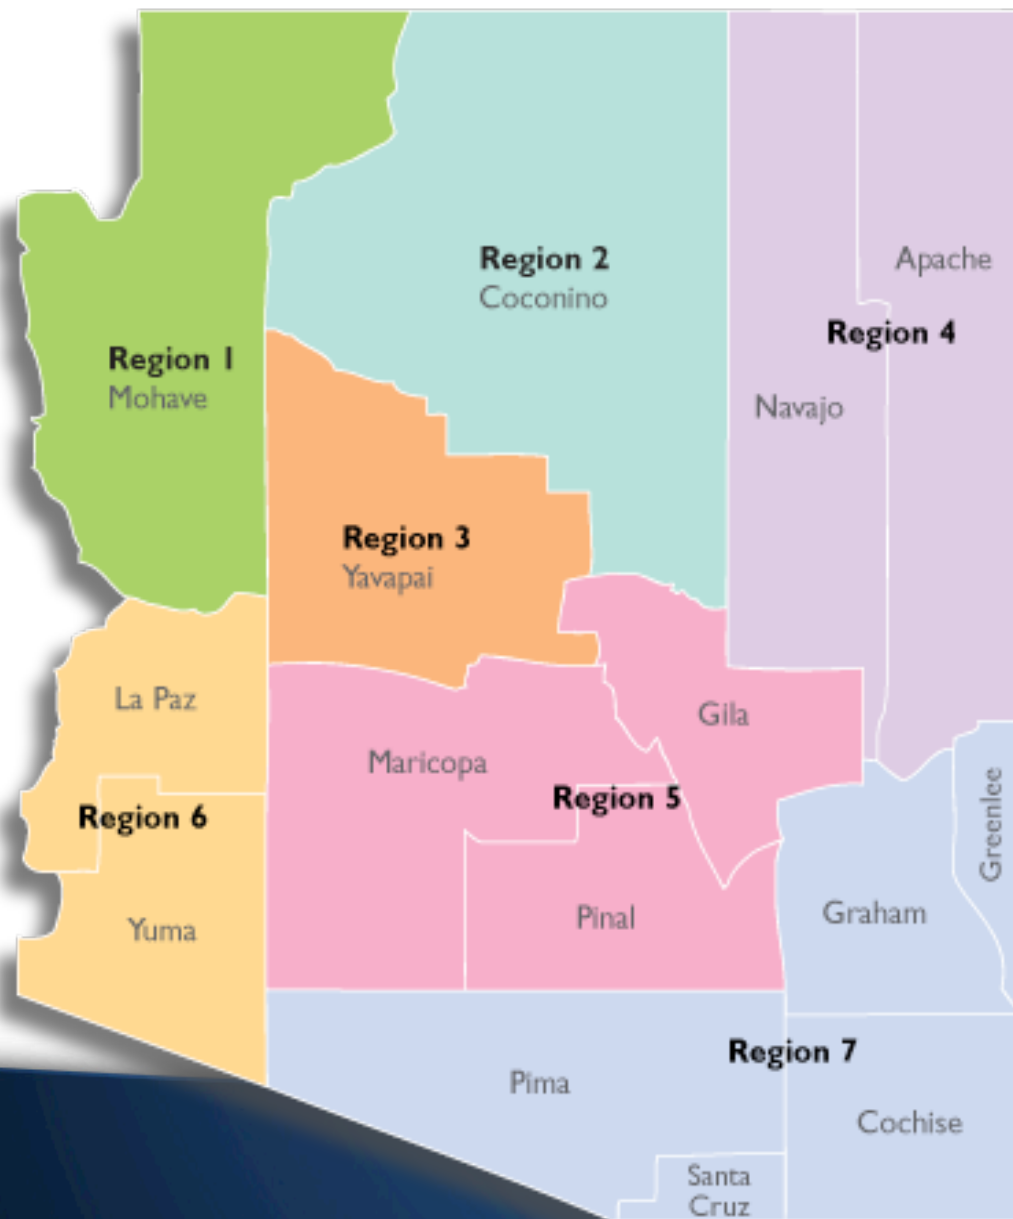 Region 2
Coconino
Apache
Region 4
Region 1
Mohave
Navajo
Region 3
Yavapai
La Paz
Gila
Maricopa
Region 5
Region 6
Greenlee
Yuma
Pinal
Graham
Region 7
Pima
Cochise
Santa
Cruz